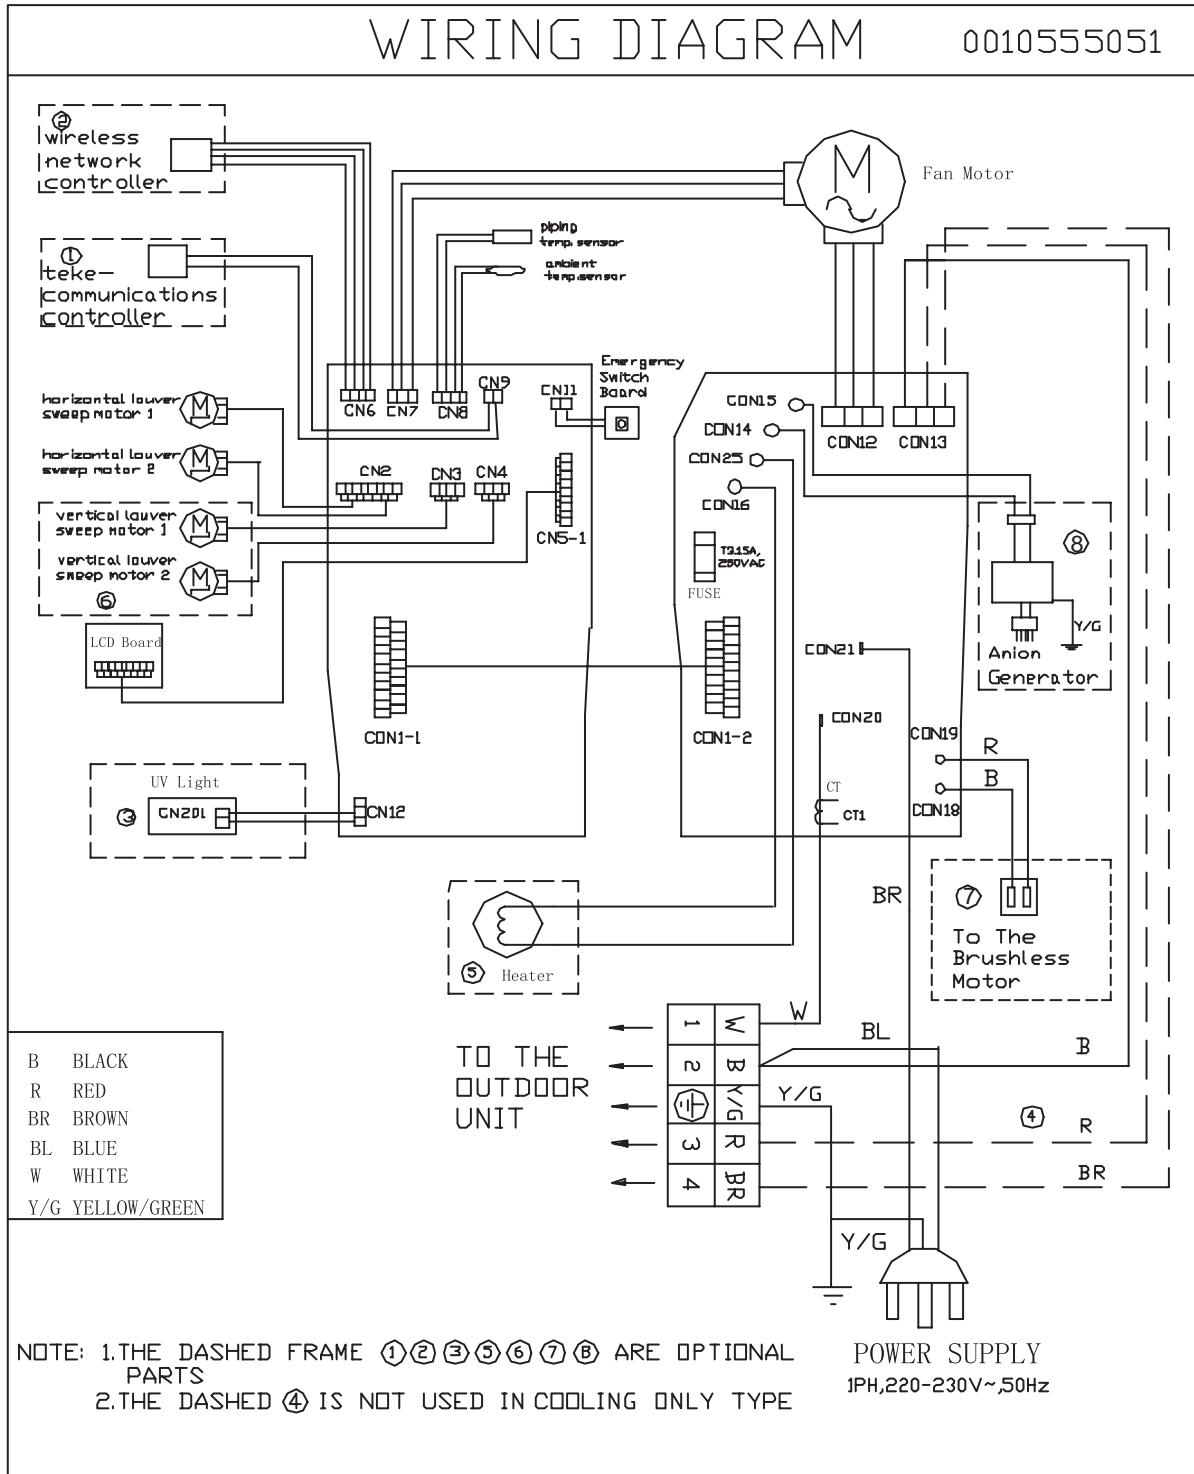 WIRING DIAGRAM
0010555051
2
wireless
network
controller
Fan Motor
piping
temp. sensor
ambient
temp.sensor
1
teke-
communications
controller
Emergency
Switch
Board
CN6
CN7
CN8
CN9
CN11
CON15
CON14
CON25
CON16
CON12
CON13
horizontal louver
sweep motor 1
M
horizontal louver
sweep motor 2
M
vertical louver
sweep motor 1
M
vertical louver
sweep motor 2
M
6
CN2
CN3
CN4
CN5-1
T3.15A,
250VAC
FUSE
8
Y/G
Anion
Generator
LCD Board
CON21
CON20
CON1-1
CON1-2
CON19
R
B
CON18
CT
CT1
UV Light
3
CN201
CN12
BR
7
To The
Brushless
Motor
5
Heater
TO THE
OUTDOOR
UNIT
1 W
2 B
Y/G
3 R
4 BR
W
BL
B
Y/G
4
R
BR
Y/G
B BLACK
R RED
BR BROWN
BL BLUE
W WHITE
Y/G YELLOW/GREEN
NOTE: 1.THE DASHED FRAME ①②③⑤⑥⑦⑧ ARE OPTIONAL
PARTS
2.THE DASHED ④ IS NOT USED IN COOLING ONLY TYPE
POWER SUPPLY
1PH,220-230V~,50Hz